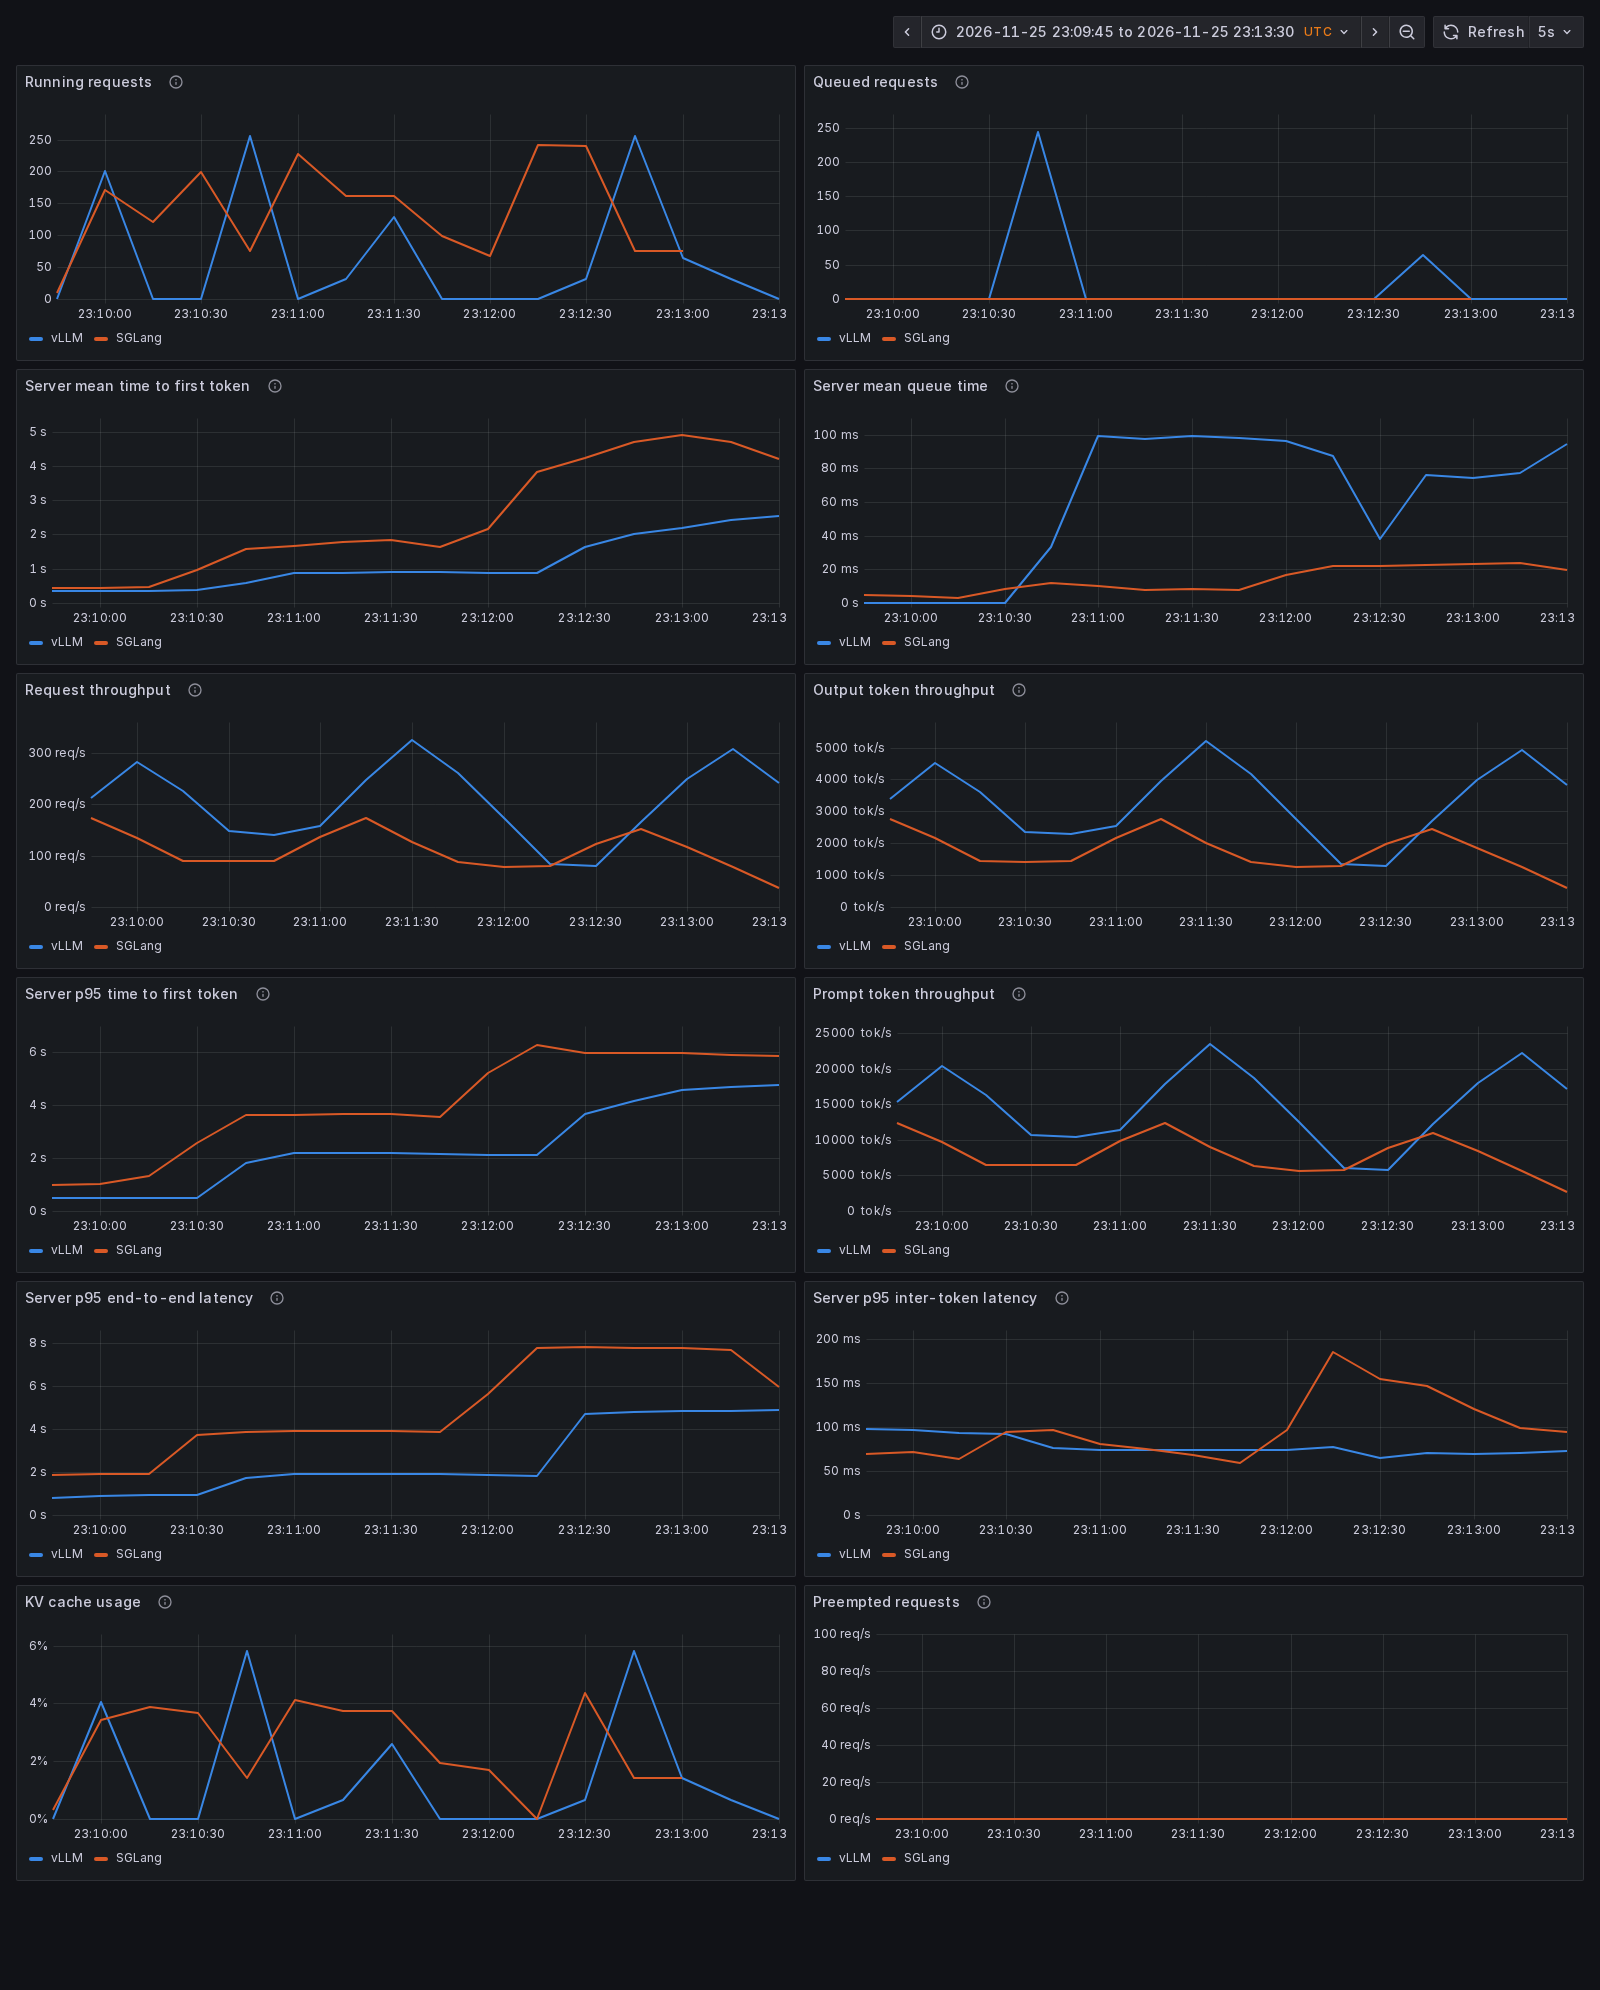 2026-11-25 23:09:45 to 2026-11-25 23:13:30 UTC
Refresh 5s
Running requests
250
200
150
100
50
0
23:10:00 23:10:30 23:11:00 23:11:30 23:12:00 23:12:30 23:13:00 23:13
vLLM SGLang
Queued requests
250
200
150
100
50
0
23:10:00 23:10:30 23:11:00 23:11:30 23:12:00 23:12:30 23:13:00 23:13
vLLM SGLang
Server mean time to first token
5 s
4 s
3 s
2 s
1 s
0 s
23:10:00 23:10:30 23:11:00 23:11:30 23:12:00 23:12:30 23:13:00 23:13
vLLM SGLang
Server mean queue time
100 ms
80 ms
60 ms
40 ms
20 ms
0 s
23:10:00 23:10:30 23:11:00 23:11:30 23:12:00 23:12:30 23:13:00 23:13
vLLM SGLang
Request throughput
300 req/s
200 req/s
100 req/s
0 req/s
23:10:00 23:10:30 23:11:00 23:11:30 23:12:00 23:12:30 23:13:00 23:13
vLLM SGLang
Output token throughput
5000 tok/s
4000 tok/s
3000 tok/s
2000 tok/s
1000 tok/s
0 tok/s
23:10:00 23:10:30 23:11:00 23:11:30 23:12:00 23:12:30 23:13:00 23:13
vLLM SGLang
Server p95 time to first token
6 s
4 s
2 s
0 s
23:10:00 23:10:30 23:11:00 23:11:30 23:12:00 23:12:30 23:13:00 23:13
vLLM SGLang
Prompt token throughput
25000 tok/s
20000 tok/s
15000 tok/s
10000 tok/s
5000 tok/s
0 tok/s
23:10:00 23:10:30 23:11:00 23:11:30 23:12:00 23:12:30 23:13:00 23:13
vLLM SGLang
Server p95 end-to-end latency
8 s
6 s
4 s
2 s
0 s
23:10:00 23:10:30 23:11:00 23:11:30 23:12:00 23:12:30 23:13:00 23:13
vLLM SGLang
Server p95 inter-token latency
200 ms
150 ms
100 ms
50 ms
0 s
23:10:00 23:10:30 23:11:00 23:11:30 23:12:00 23:12:30 23:13:00 23:13
vLLM SGLang
KV cache usage
6%
4%
2%
0%
23:10:00 23:10:30 23:11:00 23:11:30 23:12:00 23:12:30 23:13:00 23:13
vLLM SGLang
Preempted requests
100 req/s
80 req/s
60 req/s
40 req/s
20 req/s
0 req/s
23:10:00 23:10:30 23:11:00 23:11:30 23:12:00 23:12:30 23:13:00 23:13
vLLM SGLang